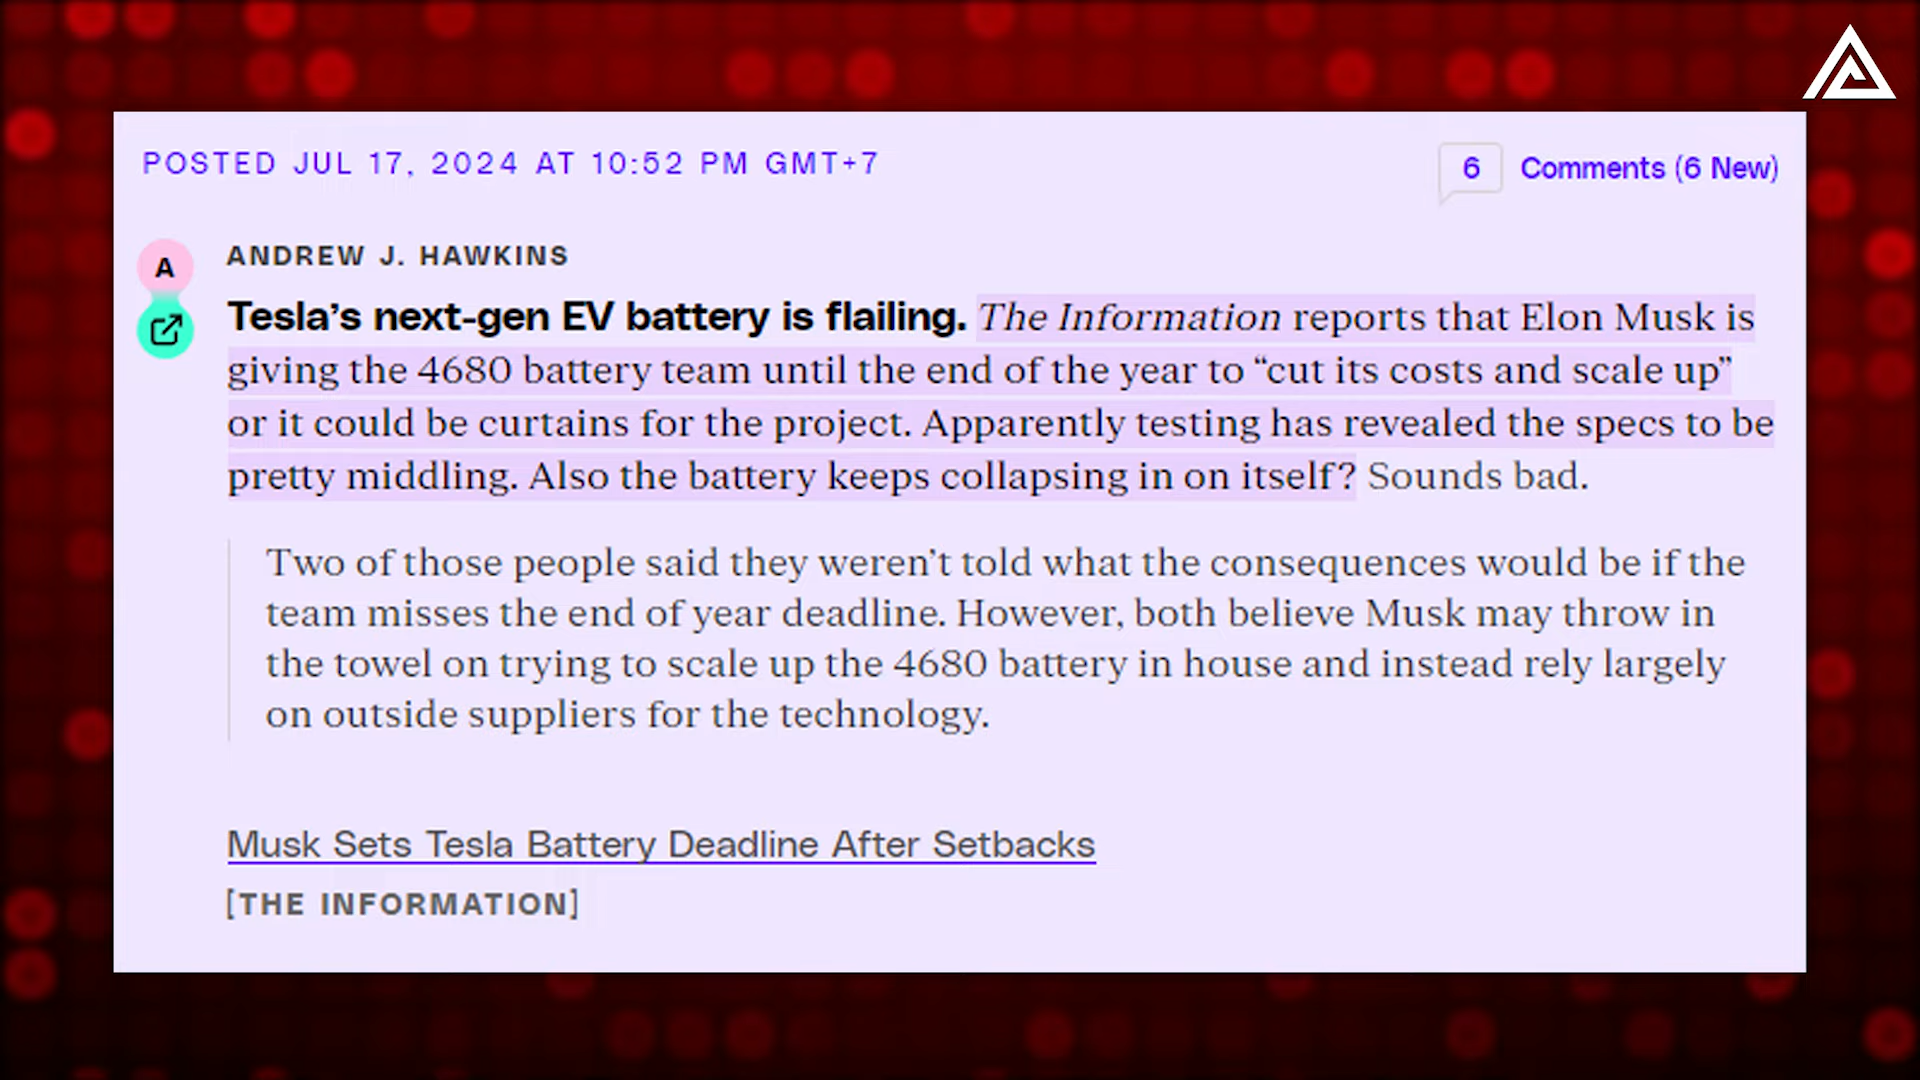 POSTED JUL 17, 2024 AT 10:52 PM GMT+7
6 Comments (6 New)
A
ANDREW J. HAWKINS
Tesla’s next-gen EV battery is flailing. The Information reports that Elon Musk is
giving the 4680 battery team until the end of the year to “cut its costs and scale up”
or it could be curtains for the project. Apparently testing has revealed the specs to be
pretty middling. Also the battery keeps collapsing in on itself? Sounds bad.
Two of those people said they weren’t told what the consequences would be if the
team misses the end of year deadline. However, both believe Musk may throw in
the towel on trying to scale up the 4680 battery in house and instead rely largely
on outside suppliers for the technology.
Musk Sets Tesla Battery Deadline After Setbacks
[THE INFORMATION]